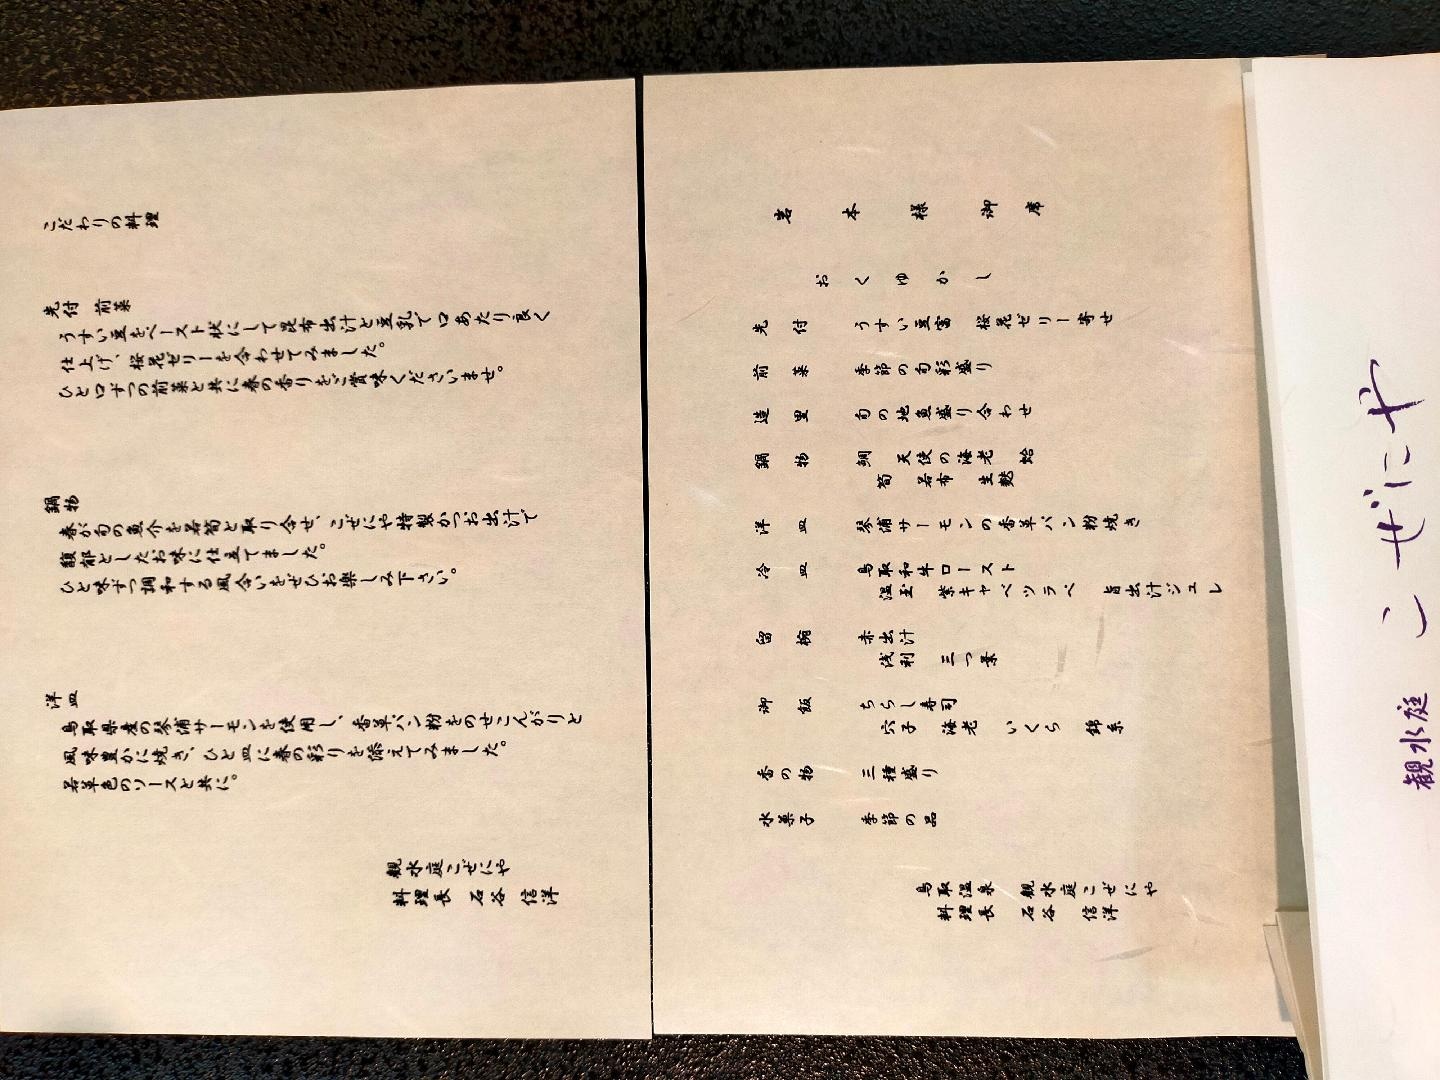 岩本様御席
おくゆかし
先付 うすい豆富 桜花ゼリー寄せ
前菜 季節の旬彩盛り
造里 旬の地魚盛り合わせ
鍋物 鯛 天使の海老 蛤
筍 若布 生麩
洋皿 琴浦サーモンの香草パン粉焼き
冷皿 鳥取和牛ロースト
温玉 紫キャベツラペ 旨出汁ジュレ
留椀 赤出汁
浅利 三つ葉
御飯 ちらし寿司
穴子 海老 いくら 錦糸
香の物 三種盛り
水菓子 季節の品
鳥取温泉 観水庭こぜにや
料理長 石谷 信洋
こだわりの料理
先付 前菜
うすい豆をペースト状にして昆布出汁と豆乳で口あたり良く
仕上げ、桜花ゼリーを合わせてみました。
ひと口ずつの前菜と共に春の香りをご賞味くださいませ。
鍋物
春が旬の魚介を若筍と取り合せ、こぜにや特製かつお出汁で
馥郁としたお味に仕立てました。
ひと味ずつ調和する風合いをぜひお楽しみ下さい。
洋皿
鳥取県産の琴浦サーモンを使用し、香草パン粉をのせこんがりと
風味豊かに焼き、ひと皿に春の彩りを添えてみました。
若草色のソースと共に。
観水庭こぜにや
料理長 石谷 信洋
観水庭 こぜにや